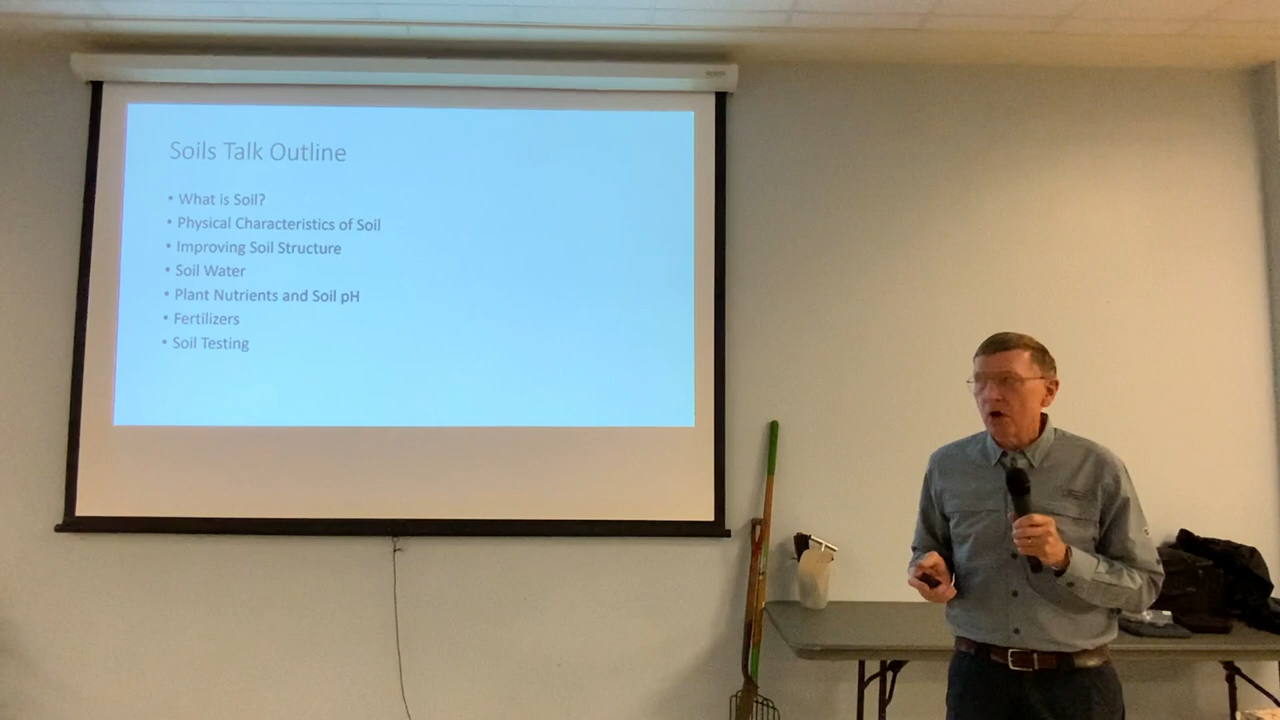 Soils Talk Outline
• What is Soil?
• Physical Characteristics of Soil
• Improving Soil Structure
• Soil Water
• Plant Nutrients and Soil pH
• Fertilizers
• Soil Testing